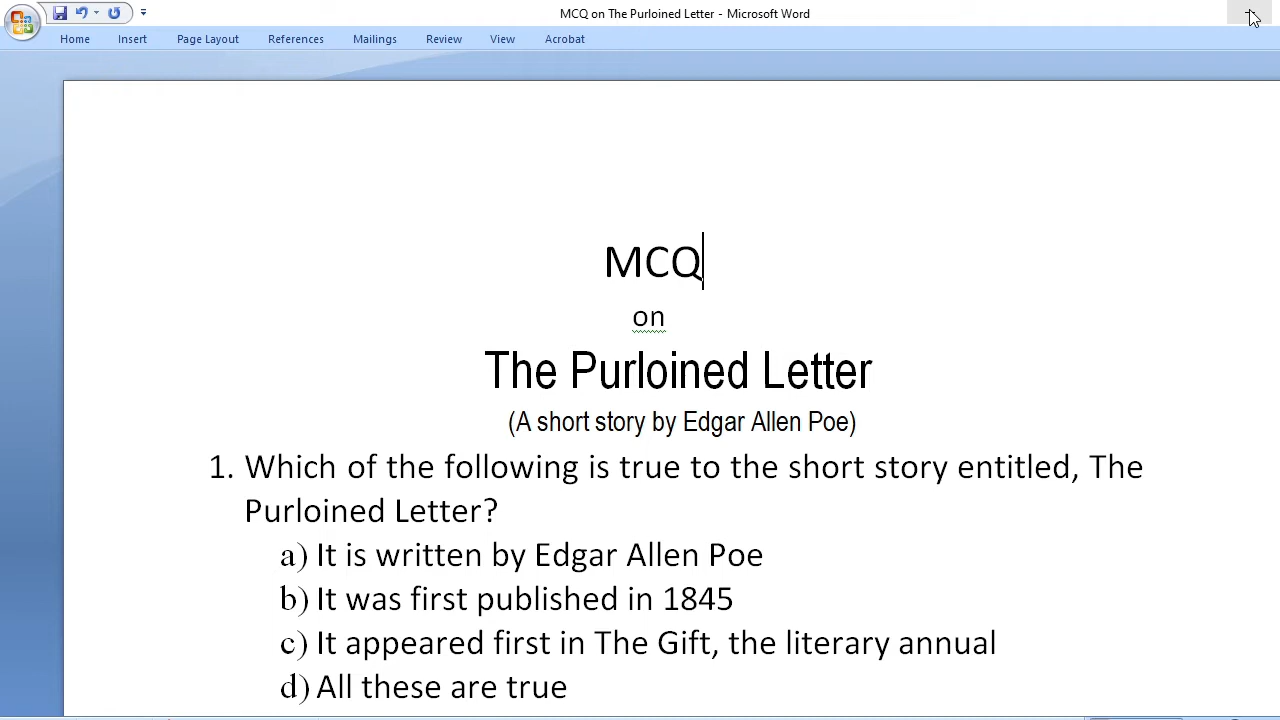 MCQ on The Purloined Letter - Microsoft Word
Home Insert Page Layout References Mailings Review View Acrobat
MCQ
on
The Purloined Letter
(A short story by Edgar Allen Poe)
1. Which of the following is true to the short story entitled, The
Purloined Letter?
a) It is written by Edgar Allen Poe
b) It was first published in 1845
c) It appeared first in The Gift, the literary annual
d) All these are true